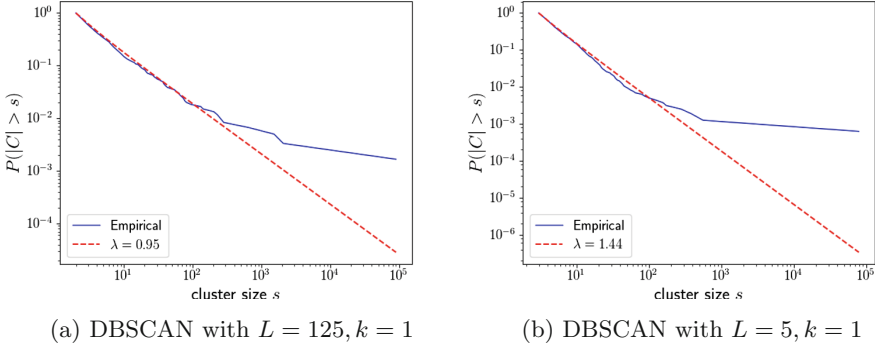 10^0
10^-1
10^-2
10^-3
10^-4
P(|C| > s)
Empirical
λ = 0.95
10^1 10^2 10^3 10^4 10^5
cluster size s
(a) DBSCAN with L = 125, k = 1
10^0
10^-1
10^-2
10^-3
10^-4
10^-5
10^-6
P(|C| > s)
Empirical
λ = 1.44
10^1 10^2 10^3 10^4 10^5
cluster size s
(b) DBSCAN with L = 5, k = 1